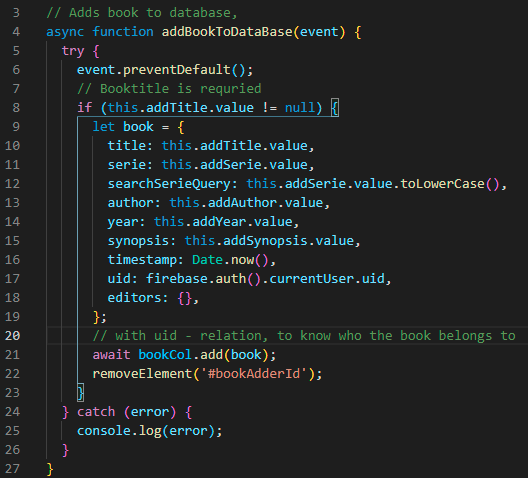 3 // Adds book to database,
4 async function addBookToDataBase(event) {
5 try {
6 event.preventDefault();
7 // Booktitle is requried
8 if (this.addTitle.value != null) {
9 let book = {
10 title: this.addTitle.value,
11 serie: this.addSerie.value,
12 searchSerieQuery: this.addSerie.value.toLowerCase(),
13 author: this.addAuthor.value,
14 year: this.addYear.value,
15 synopsis: this.addSynopsis.value,
16 timestamp: Date.now(),
17 uid: firebase.auth().currentUser.uid,
18 editors: {},
19 };
20 // with uid - relation, to know who the book belongs to
21 await bookCol.add(book);
22 removeElement('#bookAdderId');
23 }
24 } catch (error) {
25 console.log(error);
26 }
27 }